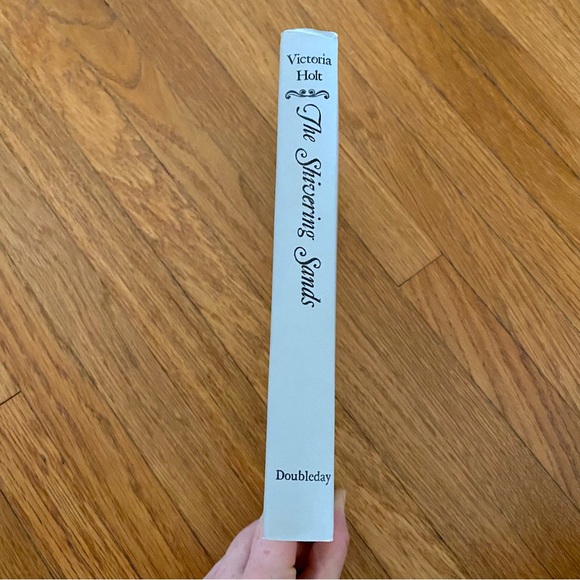 Victoria
Holt
The Shivering Sands
Doubleday